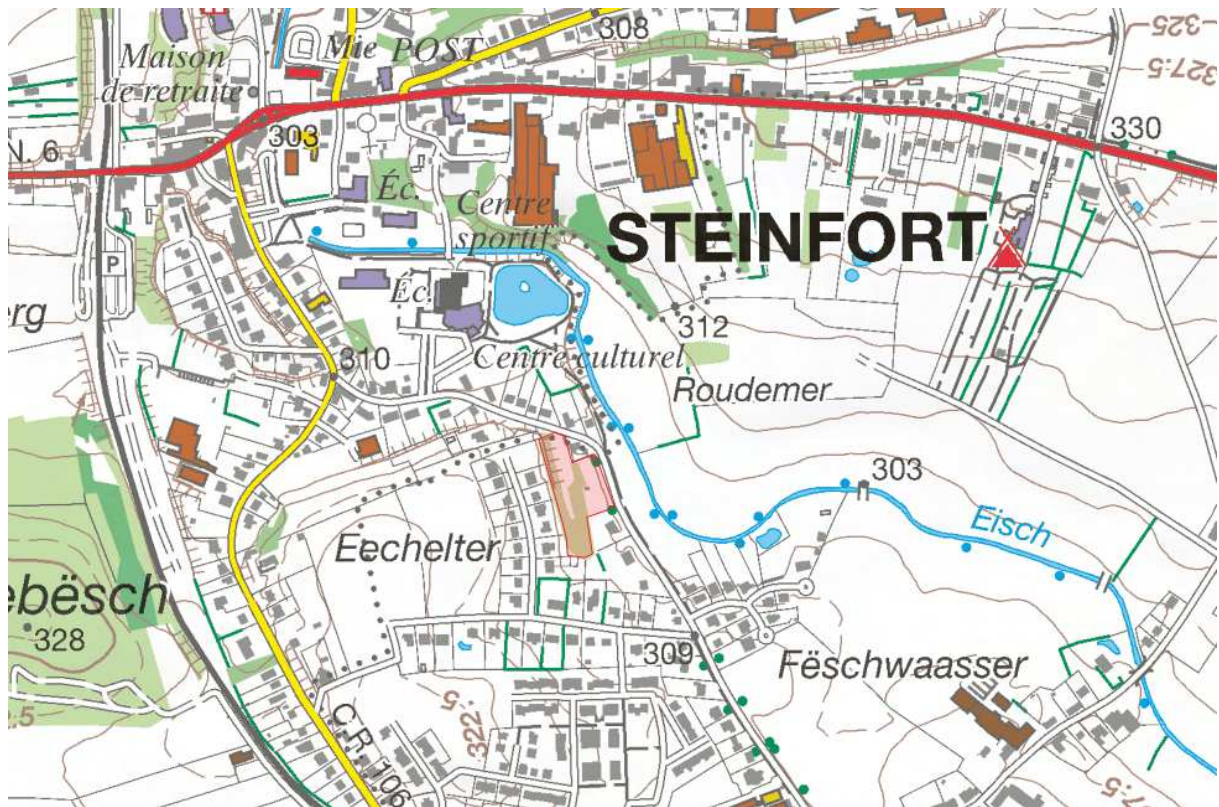 308
325
327:5
Maison
de retraite
Mie POST
N. 6
303
330
Éc.
Centre
sportif
STEINFORT
P
Éc.
312
310
Centre culturel
Roudemer
303
Eisch
Eechelter
ebësch
328
309
Fëschwaasser
322:5
C.R. 106